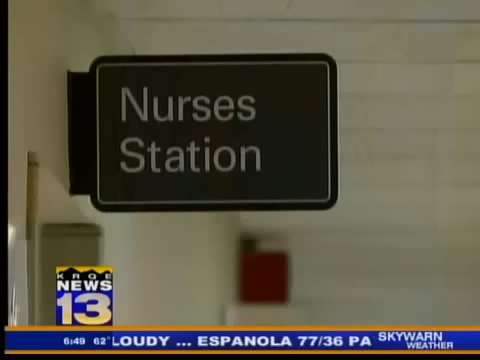 Nurses
Station
KRQE
NEWS
13
6:49 62° LOUDY ... ESPANOLA 77/36 PA
SKYWARN
WEATHER